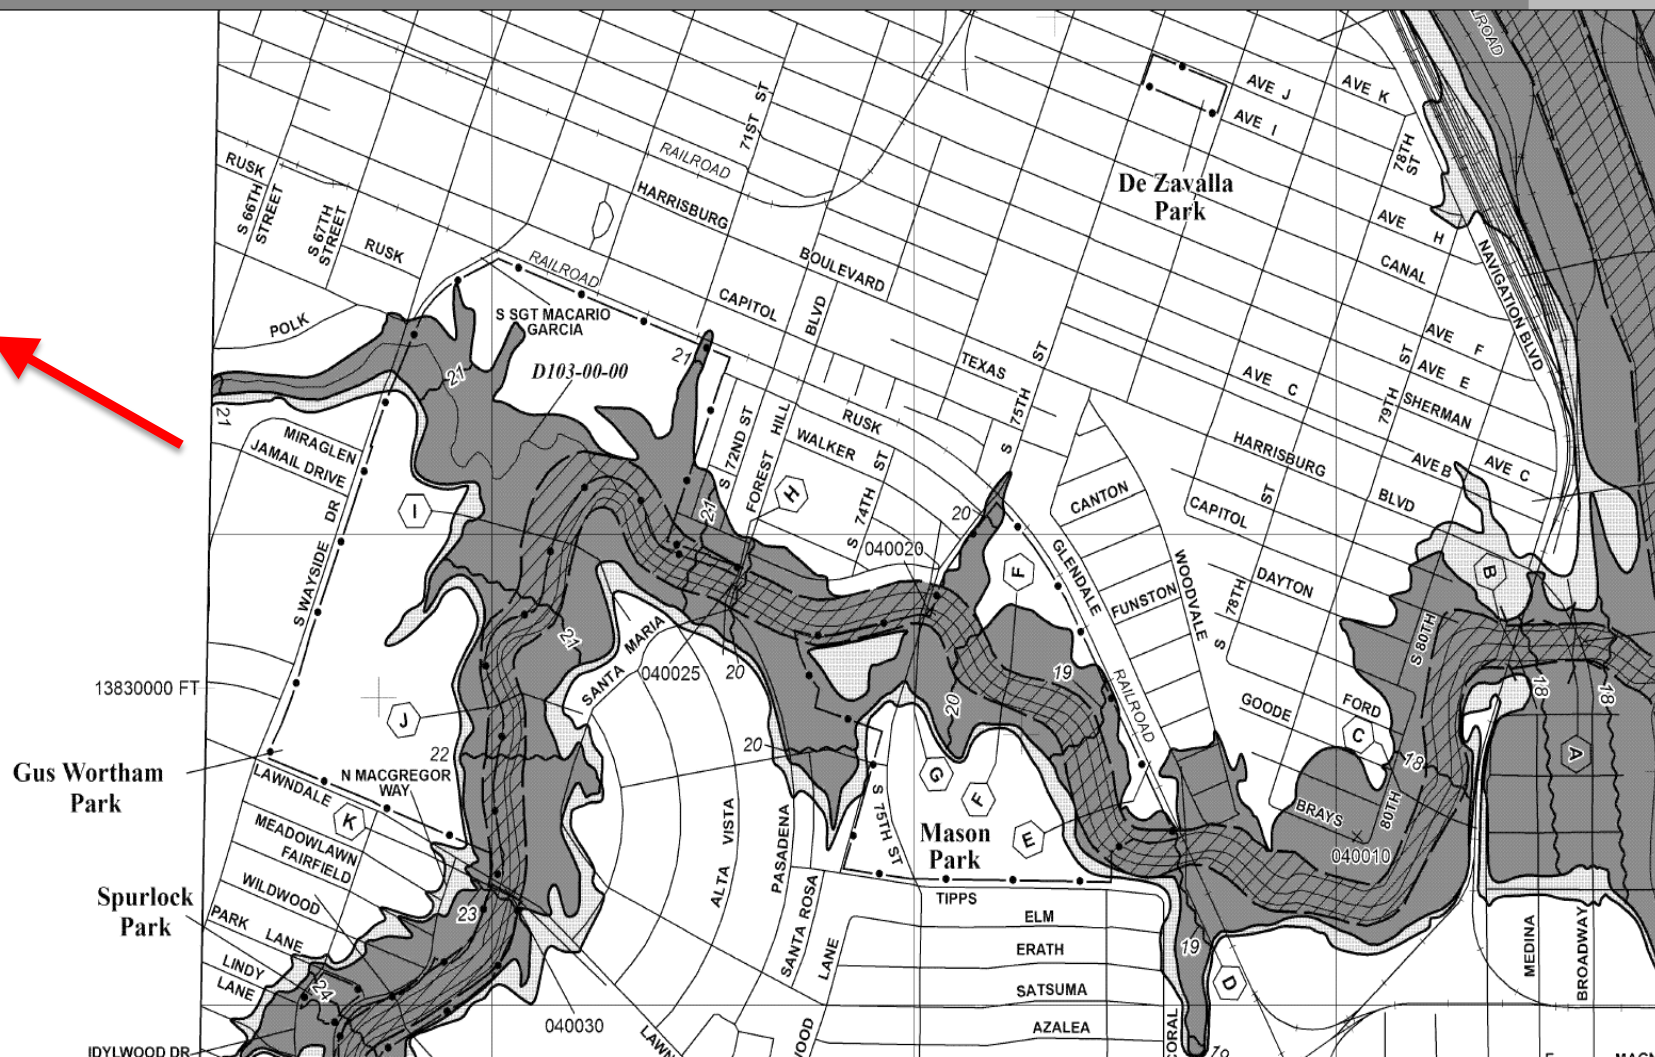 RAILROAD
AVE K
AVE J
AVE I
71ST ST
78TH
ST
RAILROAD
RUSK
HARRISBURG
De Zavalla
Park
S 66TH
STREET
S 67TH
STREET
RUSK
AVE H
CANAL
NAVIGATION BLVD
BOULEVARD
RAILROAD
CAPITOL
BLVD
POLK
S SGT MACARIO
GARCIA
D103-00-00
21
21
21
TEXAS
S 75TH ST
AVE F
AVE E
AVE C
79TH ST
SHERMAN
HARRISBURG
BLVD
AVE B
AVE C
MIRAGLEN
JAMAIL DRIVE
S 72ND ST
FOREST HILL
RUSK
WALKER
S 74TH ST
CANTON
CAPITOL
ST
I
H
21
20
040020
F
GLENDALE
FUNSTON
WOODVALE
S 78TH
DAYTON
B
S WAYSIDE DR
21
SANTA MARIA
040025
20
19
20
RAILROAD
S 80TH
18
18
13830000 FT
J
22
20
GOODE
FORD
C
18
A
Gus Wortham
Park
LAWNDALE
N MACGREGOR
WAY
K
MEADOWLAWN
FAIRFIELD
WILDWOOD
G
F
E
S 75TH ST
Mason
Park
BRAYS
80TH
040010
ALTA VISTA
PASADENA
SANTA ROSA
LANE
TIPPS
Spurlock
Park
PARK LANE
LINDY
LANE
23
24
ELM
ERATH
SATSUMA
AZALEA
19
D
MEDINA
BROADWAY
040030
IDYLWOOD DR